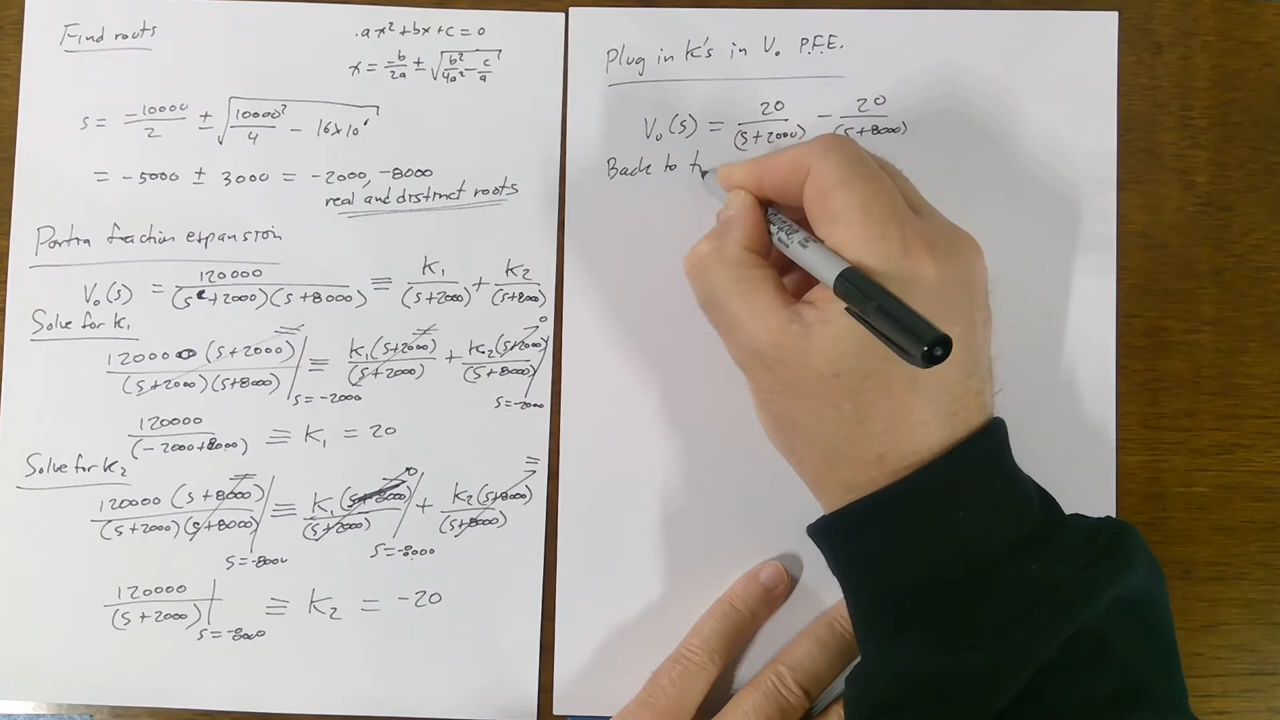 Find roots
ax² + bx + c = 0
x = -b/2a ± √(b²/4a² - c/a)
s = -10000/2 ± √(10000²/4 - 16x10⁶)
= -5000 ± 3000 = -2000, -8000
real and distinct roots
Partia fraction expansion
V₀(s) = 120000/(s+2000)(s+8000) ≡ K₁/(s+2000) + K₂/(s+8000)
Solve for K₁
120000 (s+2000)/(s+2000)(s+8000) | s=-2000 ≡ K₁(s+2000)/(s+2000) + K₂(s+2000)/(s+8000) | s=-2000 0
120000/(-2000+8000) ≡ K₁ = 20
Solve for K₂
120000 (s+8000)/(s+2000)(s+8000) | s=-8000 ≡ K₁(s+8000)/(s+2000) | s=-8000 0 + K₂(s+8000)/(s+8000)
120000/(s+2000) | s=-8000 ≡ K₂ = -20
Plug in K's in V₀ P.F.E.
V₀(s) = 20/(s+2000) - 20/(s+8000)
Back to